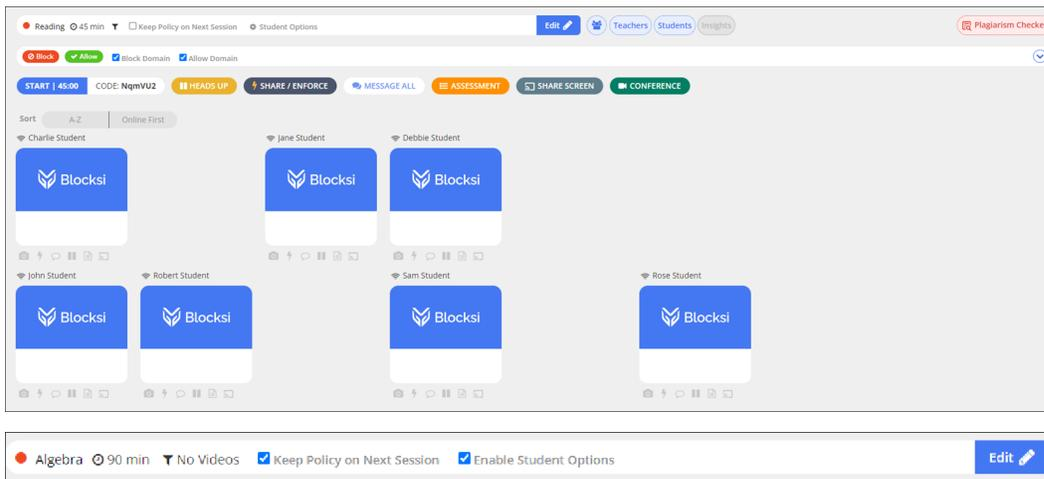 Reading 45 min Keep Policy on Next Session Student Options Edit Teachers Students Insights Plagiarism Checke
Block Allow Block Domain Allow Domain
START | 45:00 CODE: NqmVU2 HEADS UP SHARE / ENFORCE MESSAGE ALL ASSESSMENT SHARE SCREEN CONFERENCE
Sort A-Z Online First
Charlie Student Jane Student Debbie Student
Blocksi Blocksi Blocksi
John Student Robert Student Sam Student Rose Student
Blocksi Blocksi Blocksi Blocksi
Algebra 90 min No Videos Keep Policy on Next Session Enable Student Options Edit